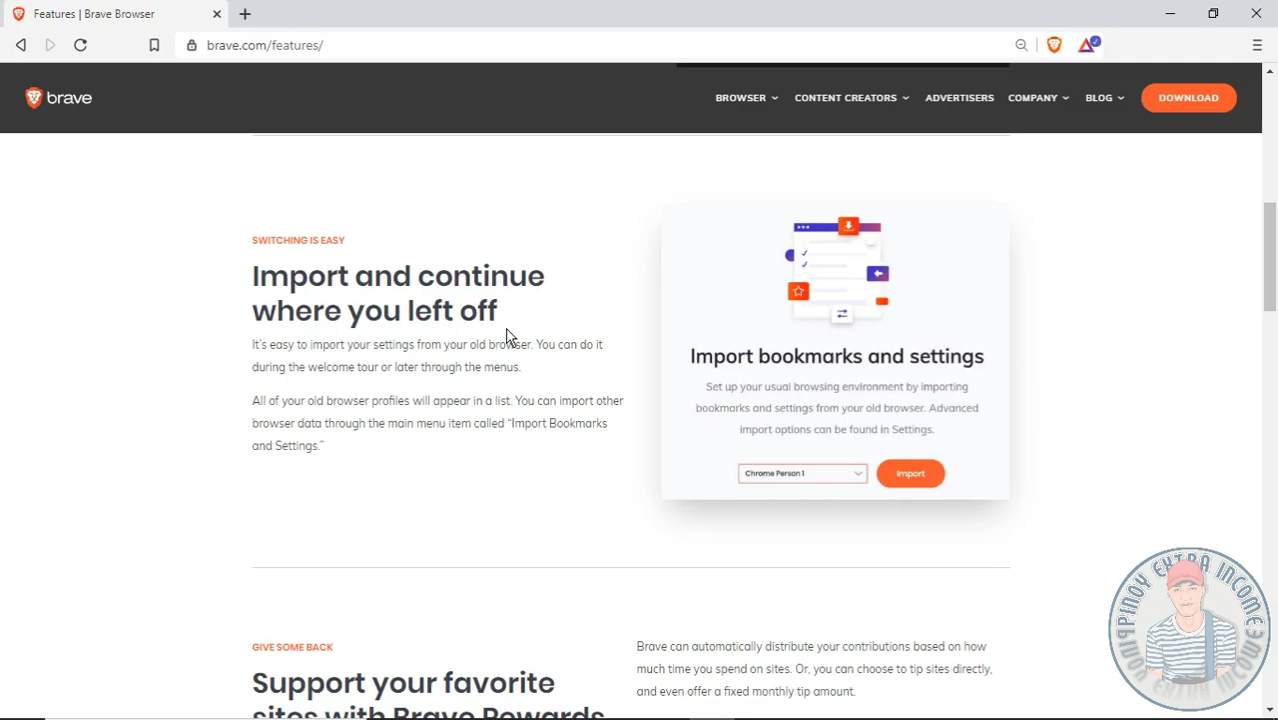 Features | Brave Browser
brave.com/features/
brave
BROWSER
CONTENT CREATORS
ADVERTISERS
COMPANY
BLOG
DOWNLOAD
SWITCHING IS EASY
Import and continue
where you left off
It's easy to import your settings from your old browser. You can do it
during the welcome tour or later through the menus.
All of your old browser profiles will appear in a list. You can import other
browser data through the main menu item called “Import Bookmarks
and Settings.”
Import bookmarks and settings
Set up your usual browsing environment by importing
bookmarks and settings from your old browser. Advanced
import options can be found in Settings.
Chrome Person 1
Import
GIVE SOME BACK
Support your favorite
sites with Brave Rewards
Brave can automatically distribute your contributions based on how
much time you spend on sites. Or, you can choose to tip sites directly,
and even offer a fixed monthly tip amount.
PINOY EXTRA INCOME